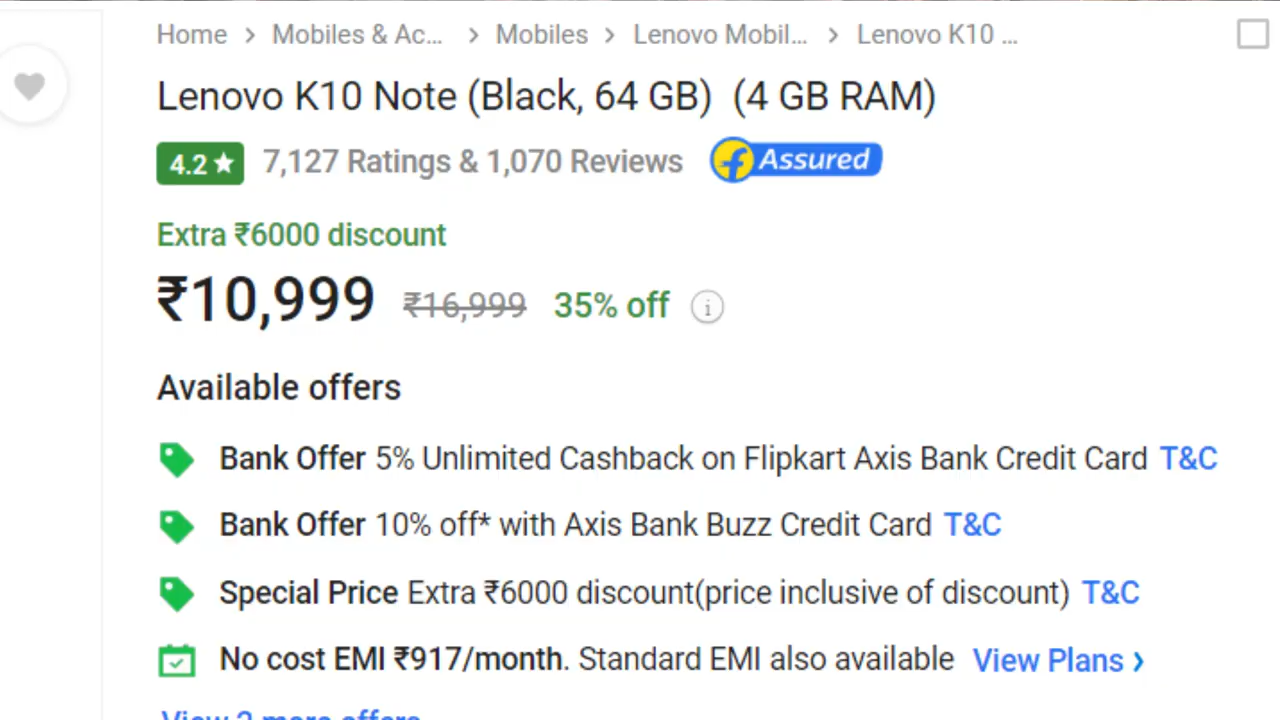 Home > Mobiles & Ac... > Mobiles > Lenovo Mobil... > Lenovo K10 ...
Lenovo K10 Note (Black, 64 GB) (4 GB RAM)
4.2★ 7,127 Ratings & 1,070 Reviews f Assured
Extra ₹6000 discount
₹10,999 ₹16,999 35% off i
Available offers
Bank Offer 5% Unlimited Cashback on Flipkart Axis Bank Credit Card T&C
Bank Offer 10% off* with Axis Bank Buzz Credit Card T&C
Special Price Extra ₹6000 discount(price inclusive of discount) T&C
No cost EMI ₹917/month. Standard EMI also available View Plans >
View 2 more offers